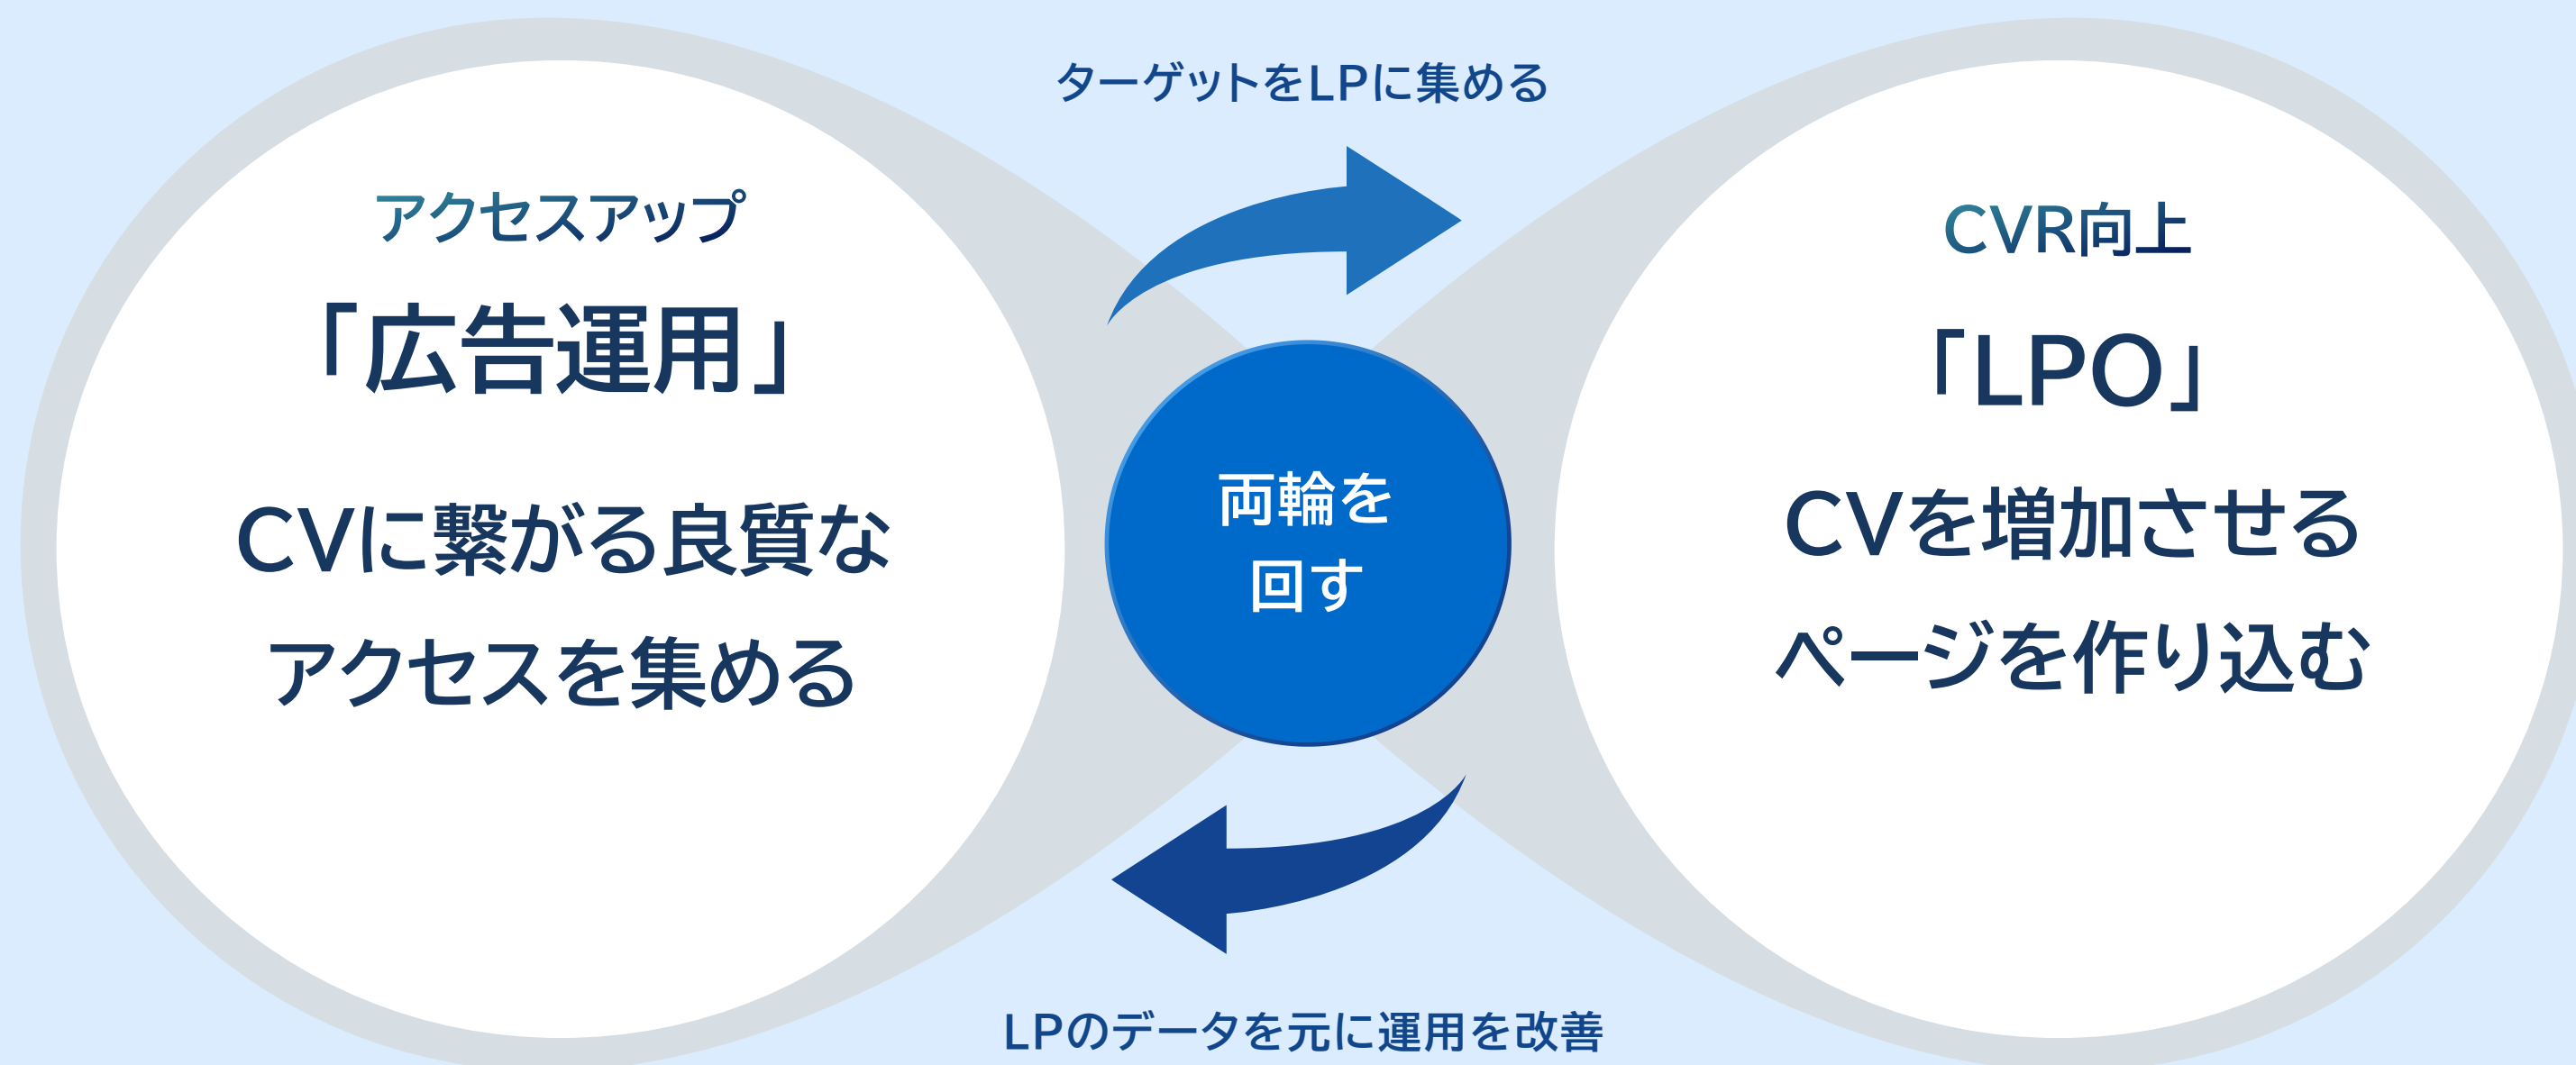 ターゲットをLPに集める
アクセスアップ
「広告運用」
CVに繋がる良質な
アクセスを集める
両輪を
回す
CVR向上
「LPO」
CVを増加させる
ページを作り込む
LPのデータを元に運用を改善